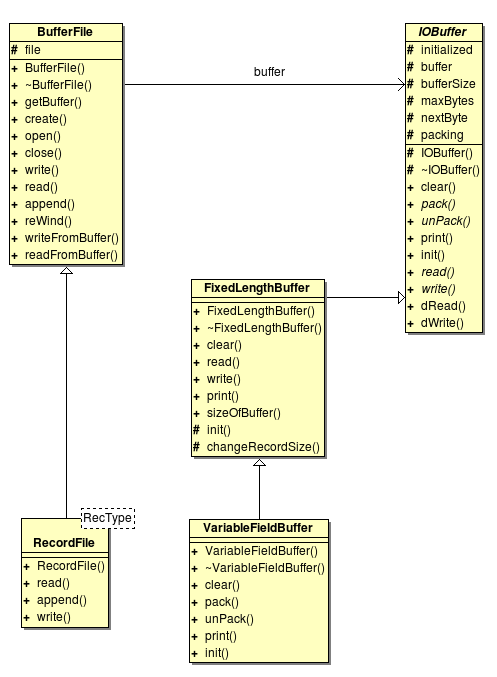 BufferFile
# file
+ BufferFile()
+ ~BufferFile()
+ getBuffer()
+ create()
+ open()
+ close()
+ write()
+ read()
+ append()
+ reWind()
+ writeFromBuffer()
+ readFromBuffer()
buffer
IOBuffer
# initialized
# buffer
# bufferSize
# maxBytes
# nextByte
# packing
# IOBuffer()
# ~IOBuffer()
+ clear()
+ pack()
+ unPack()
+ print()
+ init()
+ read()
+ write()
+ dRead()
+ dWrite()
FixedLengthBuffer
+ FixedLengthBuffer()
+ ~FixedLengthBuffer()
+ clear()
+ read()
+ write()
+ print()
+ sizeOfBuffer()
# init()
# changeRecordSize()
RecType
RecordFile
+ RecordFile()
+ read()
+ append()
+ write()
VariableFieldBuffer
+ VariableFieldBuffer()
+ ~VariableFieldBuffer()
+ clear()
+ pack()
+ unPack()
+ print()
+ init()